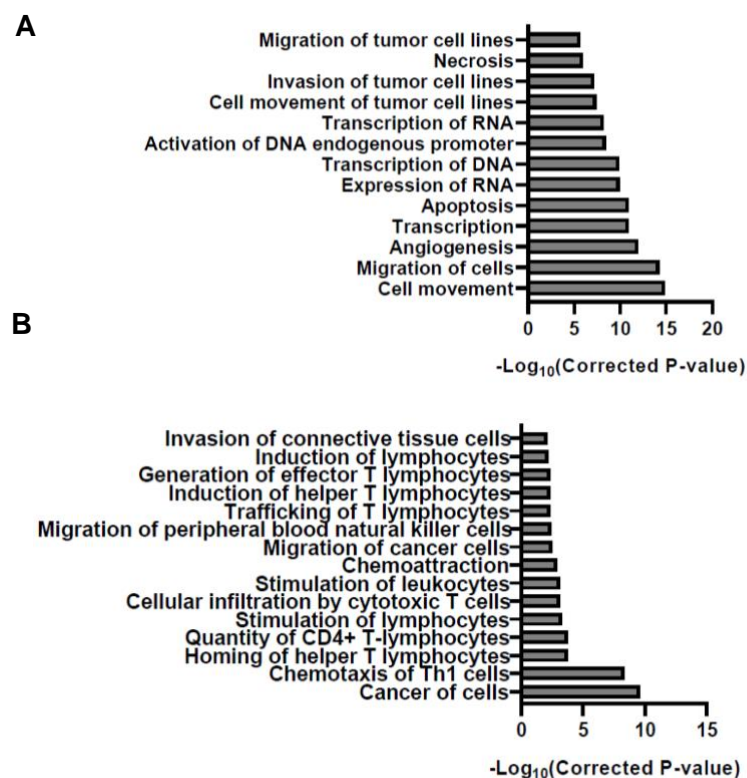 A
Migration of tumor cell lines
Necrosis
Invasion of tumor cell lines
Cell movement of tumor cell lines
Transcription of RNA
Activation of DNA endogenous promoter
Transcription of DNA
Expression of RNA
Apoptosis
Transcription
Angiogenesis
Migration of cells
Cell movement
0 5 10 15 20
-Log10(Corrected P-value)
B
Invasion of connective tissue cells
Induction of lymphocytes
Generation of effector T lymphocytes
Induction of helper T lymphocytes
Trafficking of T lymphocytes
Migration of peripheral blood natural killer cells
Migration of cancer cells
Chemoattraction
Stimulation of leukocytes
Cellular infiltration by cytotoxic T cells
Stimulation of lymphocytes
Quantity of CD4+ T-lymphocytes
Homing of helper T lymphocytes
Chemotaxis of Th1 cells
Cancer of cells
0 5 10 15
-Log10(Corrected P-value)